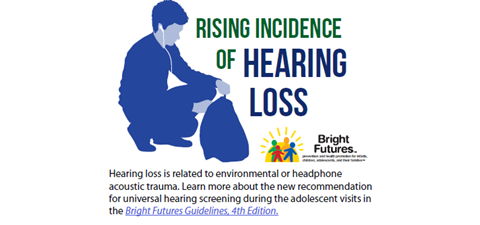 RISING INCIDENCE
OF HEARING
LOSS
Bright
Futures™
prevention and health promotion for infants,
children, adolescents, and their families™
Hearing loss is related to environmental or headphone
acoustic trauma. Learn more about the new recommendation
for universal hearing screening during the adolescent visits in
the Bright Futures Guidelines, 4th Edition.